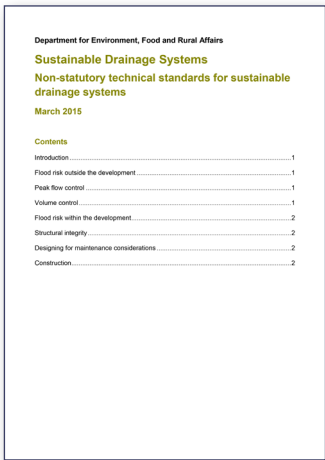 Department for Environment, Food and Rural Affairs
Sustainable Drainage Systems
Non-statutory technical standards for sustainable
drainage systems
March 2015
Contents
Introduction.....1
Flood risk outside the development.....1
Peak flow control.....1
Volume control.....1
Flood risk within the development.....2
Structural integrity.....2
Designing for maintenance considerations.....2
Construction.....2